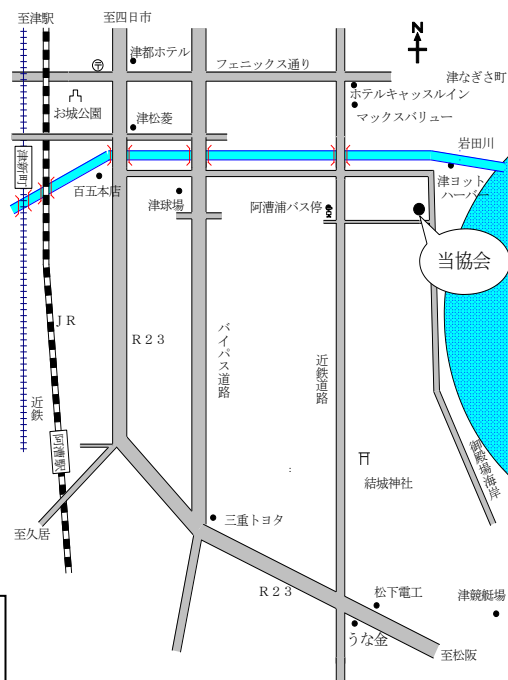 至津駅
至四日市
N
津都ホテル
フェニックス通り
津なぎさ町
お城公園
ホテルキャッスルイン
マックスバリュー
津松菱
岩田川
津新町
百五本店
津球場
阿漕浦バス停
津ヨット
ハーバー
当協会
ＪＲ
Ｒ２３
バイパス道路
近鉄道路
近鉄
阿漕駅
御殿場海岸
結城神社
至久居
三重トヨタ
Ｒ２３
松下電工
津競艇場
うな金
至松阪